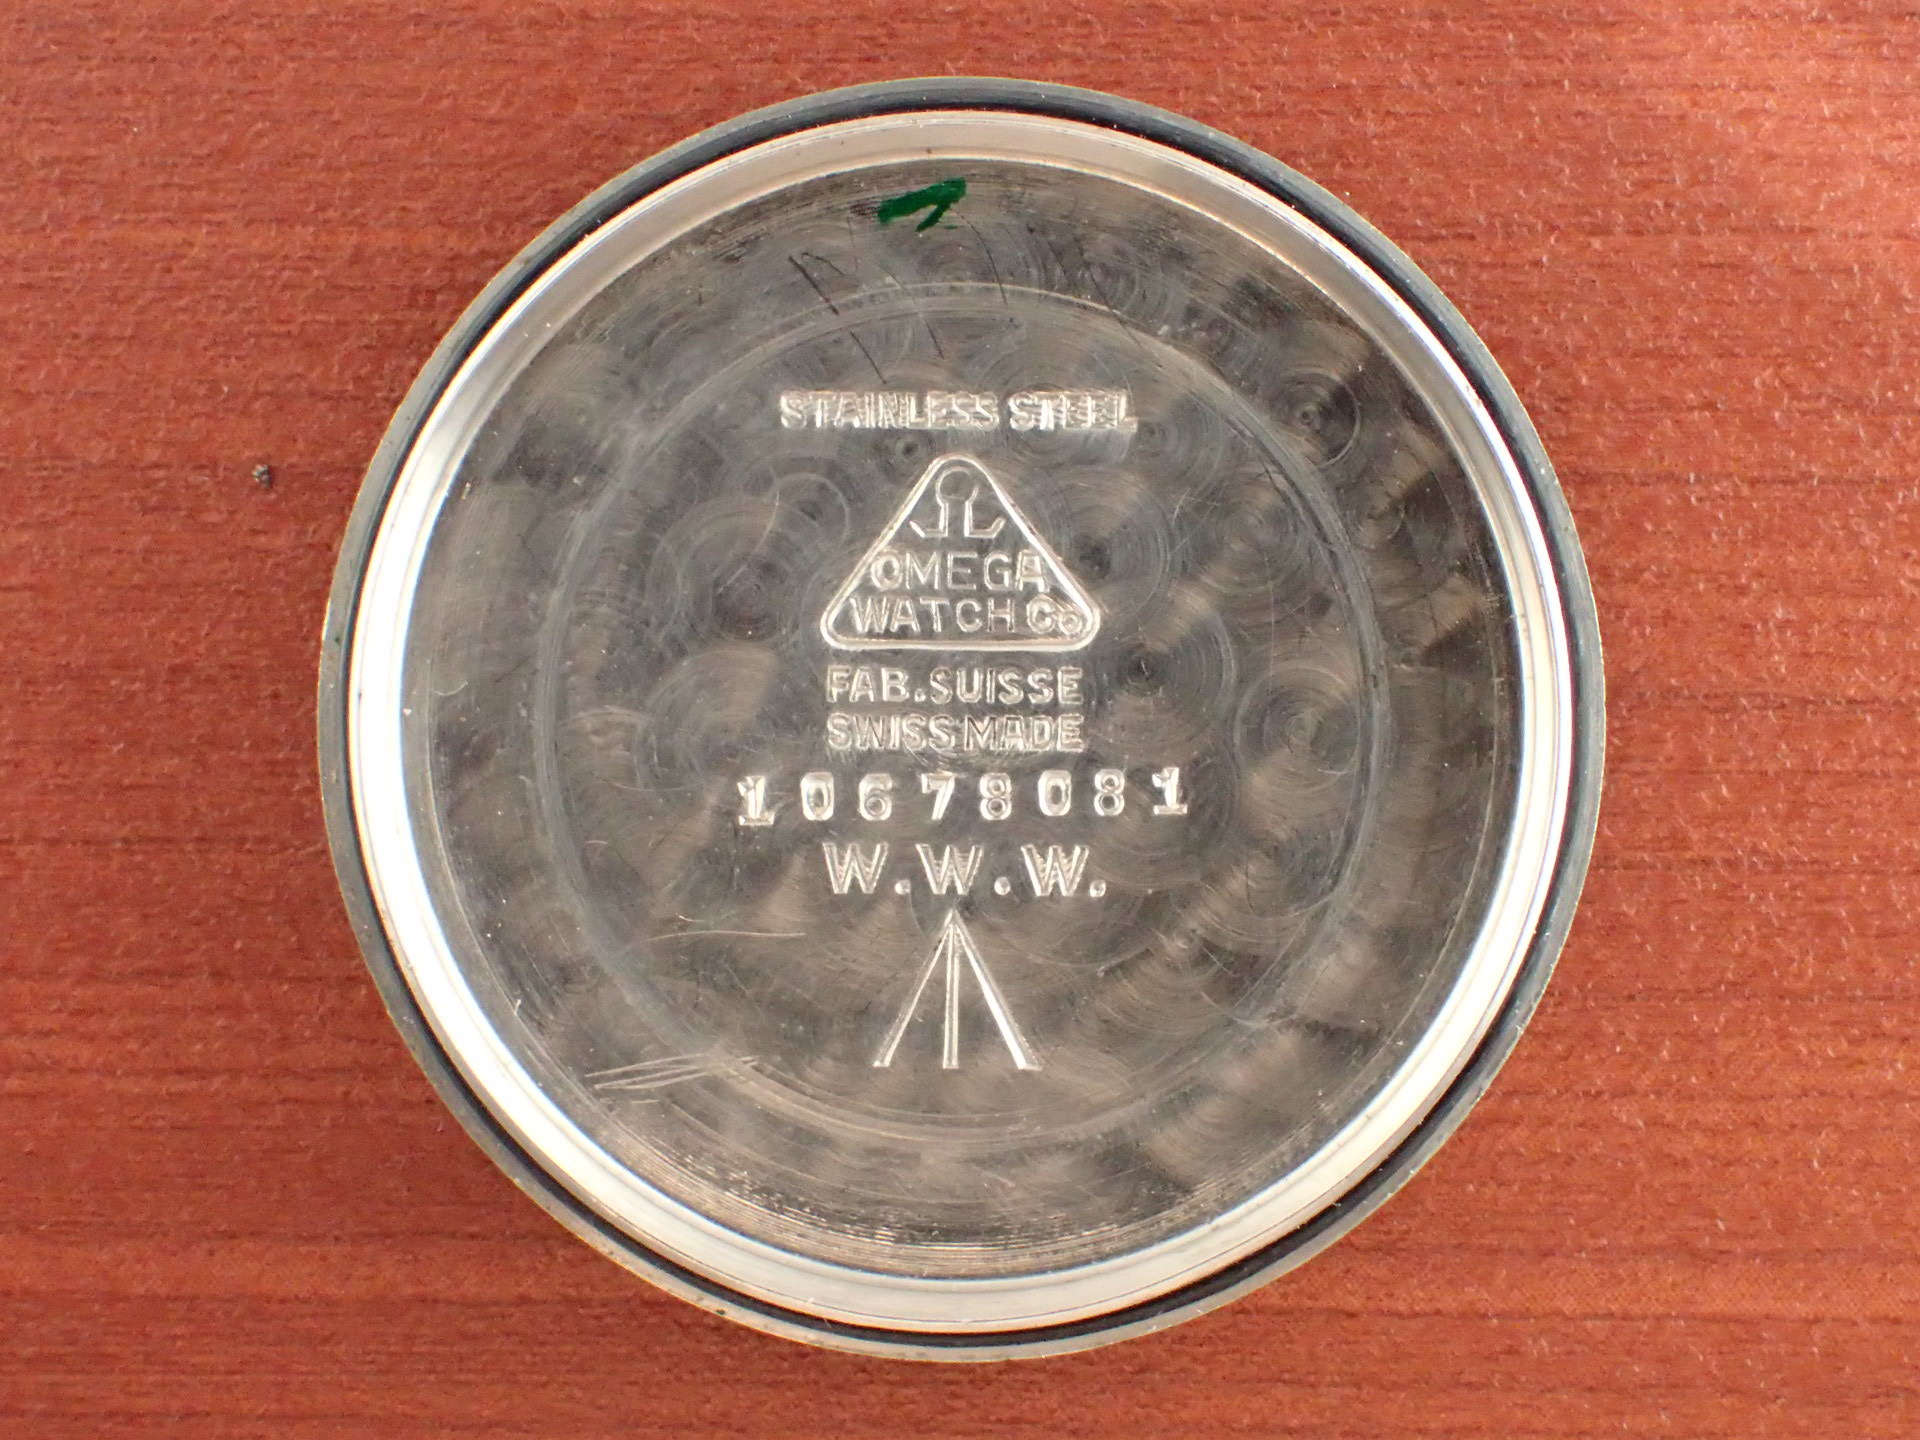 STAINLESS STEEL
Ω
OMEGA
WATCH Co
FAB. SUISSE
SWISS MADE
10678081
W.W.W.